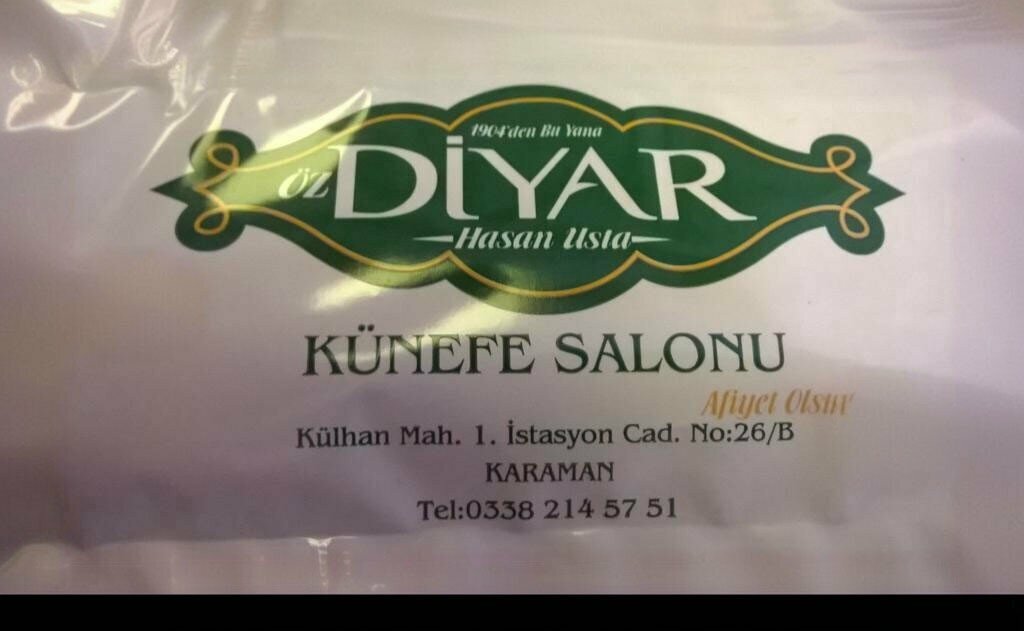 1904'den Bu Yana
ÖZ DİYAR
Hasan Usta
KÜNEFE SALONU
Afiyet Olsun
Külhan Mah. 1. İstasyon Cad. No:26/B
KARAMAN
Tel:0338 214 57 51